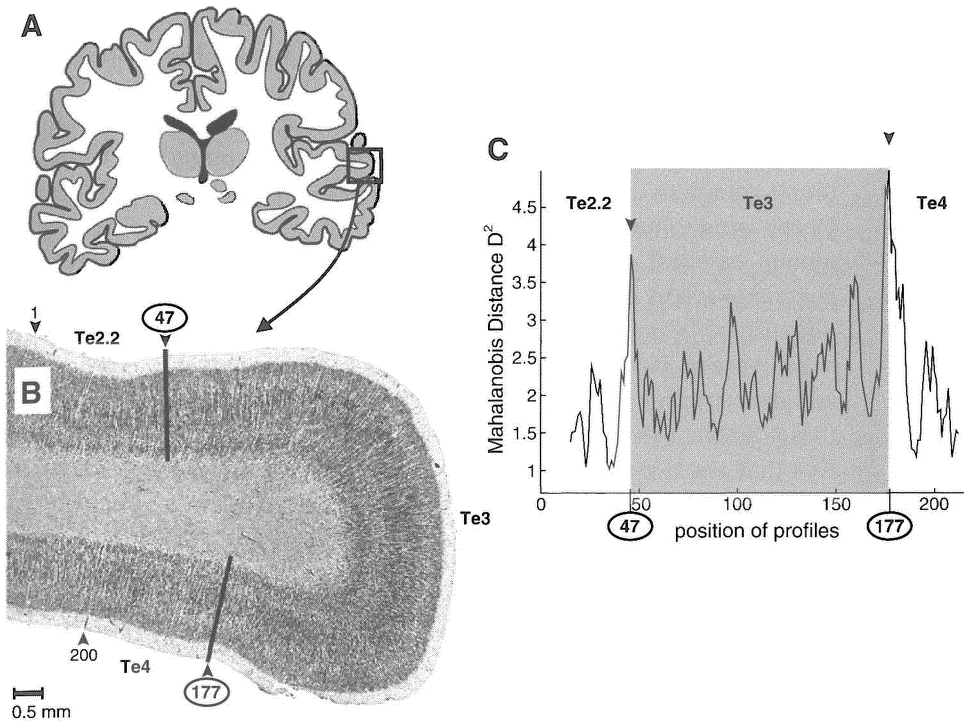 A
C
Te2.2
Te3
Te4
4.5
4
3.5
3
2.5
2
1.5
1
Mahalanobis Distance D²
0
50
100
150
200
47
position of profiles
177
1
Te2.2
47
B
Te3
200
Te4
177
0.5 mm